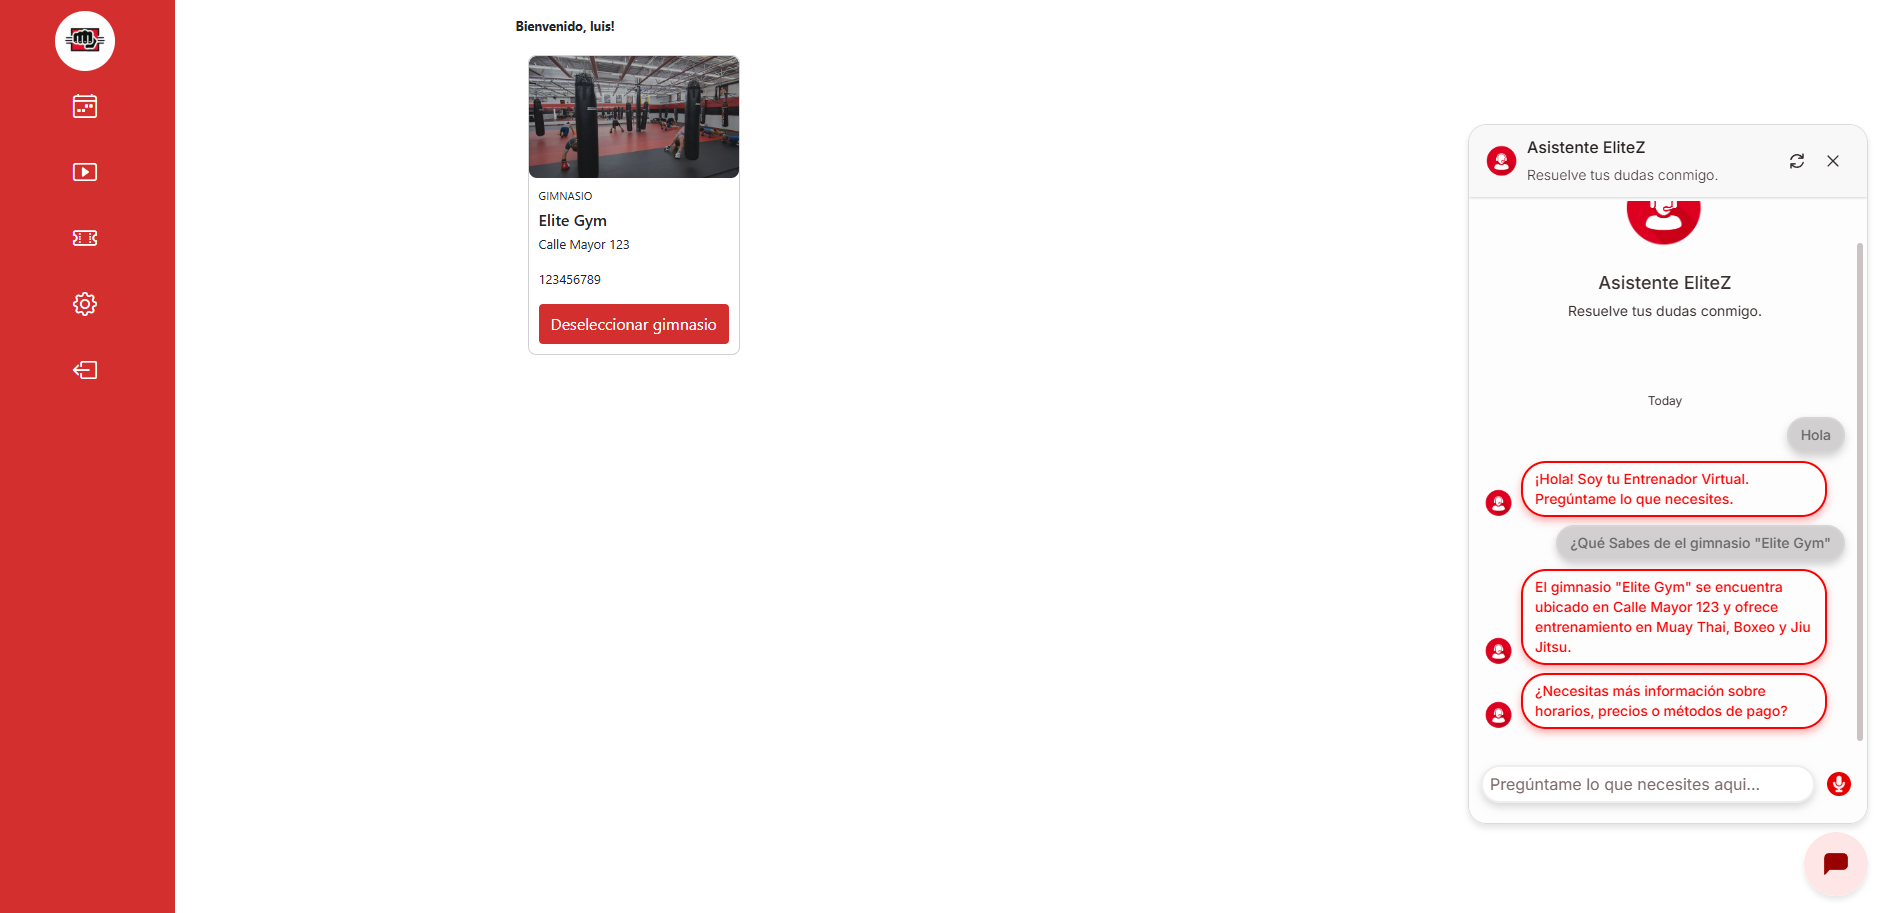 Bienvenido, luis!
GIMNASIO
Elite Gym
Calle Mayor 123
123456789
Deseleccionar gimnasio
Asistente EliteZ
Resuelve tus dudas conmigo.
Asistente EliteZ
Resuelve tus dudas conmigo.
Today
Hola
¡Hola! Soy tu Entrenador Virtual.
Pregúntame lo que necesites.
¿Qué Sabes de el gimnasio "Elite Gym"
El gimnasio "Elite Gym" se encuentra
ubicado en Calle Mayor 123 y ofrece
entrenamiento en Muay Thai, Boxeo y Jiu
Jitsu.
¿Necesitas más información sobre
horarios, precios o métodos de pago?
Pregúntame lo que necesites aqui...